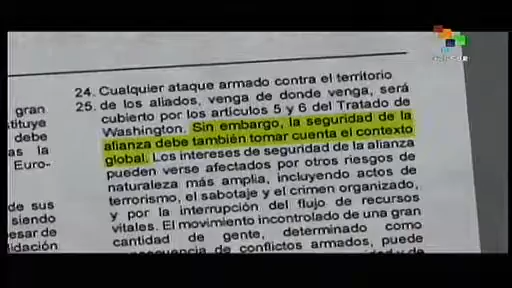 gran
tituye
debe
as la
Euro-
de sus
siendo
esar de
lidación
24. Cualquier ataque armado contra el territorio
25. de los aliados, venga de donde venga, será
cubierto por los artículos 5 y 6 del Tratado de
Washington. Sin embargo, la seguridad de la
alianza debe también tomar cuenta el contexto
global. Los intereses de seguridad de la alianza
pueden verse afectados por otros riesgos de
naturaleza más amplia, incluyendo actos de
terrorismo, el sabotaje y el crimen organizado,
y por la interrupción del flujo de recursos
vitales. El movimiento incontrolado de una gran
cantidad de gente, determinado como
de conflictos armados, puede